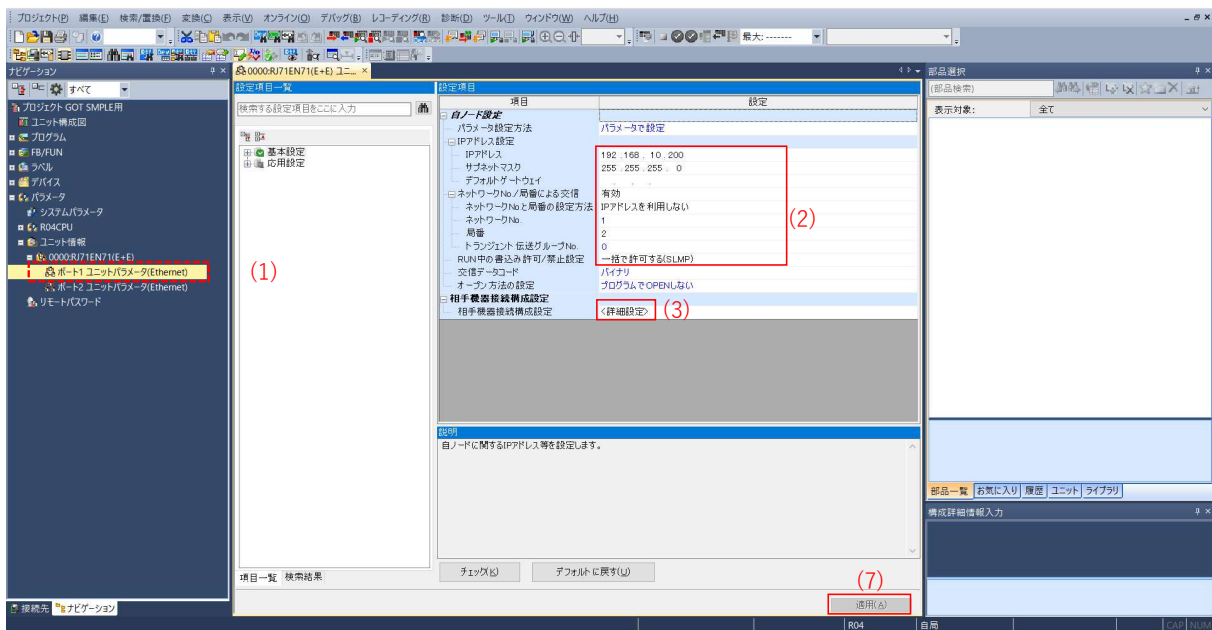 プロジェクト(P) 編集(E) 検索/置換(F) 変換(C) 表示(V) オンライン(O) デバッグ(B) レコーディング(R) 診断(D) ツール(T) ウィンドウ(W) ヘルプ(H)
最大: -------
ナビゲーション
すべて
プロジェクト GOT SMPLE用
ユニット構成図
プログラム
FB/FUN
ラベル
デバイス
パラメータ
システムパラメータ
R04CPU
ユニット情報
0000:RJ71EN71(E+E)
ポート1 ユニットパラメータ(Ethernet)
ポート2 ユニットパラメータ(Ethernet)
リモートパスワード
接続先 ナビゲーション
0000:RJ71EN71(E+E) ユニ...
設定項目一覧
検索する設定項目をここに入力
基本設定
応用設定
(1)
項目一覧 検索結果
設定項目
項目 設定
自ノード設定
パラメータ設定方法 パラメータで設定
IPアドレス設定
IPアドレス 192 . 168 . 10 . 200
サブネットマスク 255 . 255 . 255 . 0
デフォルトゲートウェイ . . .
ネットワークNo./局番による交信 有効
ネットワークNo.と局番の設定方法 IPアドレスを利用しない
ネットワークNo. 1
局番 2
トランジェント伝送グループNo. 0
RUN中の書込み許可/禁止設定 一括で許可する(SLMP)
交信データコード バイナリ
オープン方法の設定 プログラムでOPENしない
(2)
相手機器接続構成設定
相手機器接続構成設定 <詳細設定>
(3)
説明
自ノードに関するIPアドレス等を設定します。
チェック(K) デフォルトに戻す(U)
(7)
適用(A)
部品選択
(部品検索)
表示対象: 全て
部品一覧 お気に入り 履歴 ユニット ライブラリ
構成詳細情報入力
R04 自局 CAP NUM